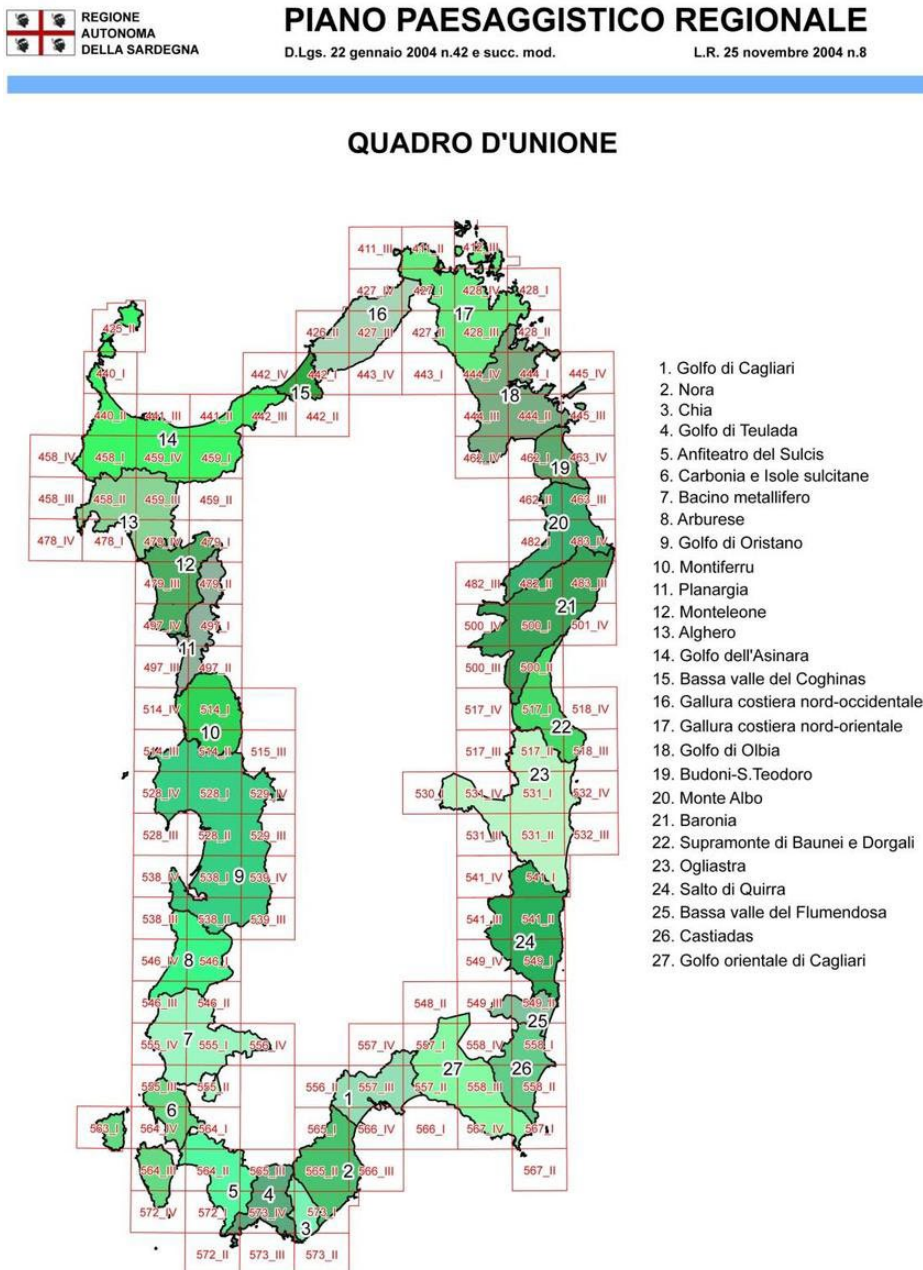 REGIONE
AUTONOMA
DELLA SARDEGNA
PIANO PAESAGGISTICO REGIONALE
D.Lgs. 22 gennaio 2004 n.42 e succ. mod. L.R. 25 novembre 2004 n.8
QUADRO D'UNIONE
411_III 411_II 412_III
427_IV 427_I 428_IV 428_I
16 17
425_II 426_II 427_III 427_II 428_III 428_II
440_I 442_IV 442_I 443_IV 443_I 444_IV 444_I 445_IV
15 18
440_II 441_III 441_II 442_III 442_II 444_III 444_II 445_III
14
458_IV 458_I 459_IV 459_I 462_IV 462_I 463_IV
19
458_III 458_II 459_III 459_II 462_II 463_III
13 20
478_IV 478_I 478_IV 479_I 482_I 483_IV
12
479_III 479_II 482_III 482_II 483_III
21
497_IV 497_I 500_IV 500_I 501_IV
11
497_III 497_II 500_III 500_II
514_IV 514_I 517_IV 517_I 518_IV
10 22
514_III 514_II 515_III 517_III 517_II 518_III
23
528_IV 528_I 529_IV 530_I 531_IV 531_I 532_IV
528_III 528_II 529_III 531_III 531_II 532_III
538_IV 538_I 9 539_IV 541_IV 541_I
538_III 538_II 539_III 541_III 541_II
24
8
546_IV 546_I 549_IV 549_I
546_III 546_II 548_II 549_III 549_II
25
7
555_IV 555_I 556_IV 557_IV 557_I 558_IV 558_I
27 26
555_III 555_II 556_II 557_III 557_II 558_III 558_II
6 1
563_I 564_IV 564_I 565_I 566_IV 566_I 567_IV 567_I
564_III 564_II 565_III 565_II 2 566_III 567_II
5 4
572_IV 572_I 573_IV 573_I
3
572_II 573_III 573_II
1. Golfo di Cagliari
2. Nora
3. Chia
4. Golfo di Teulada
5. Anfiteatro del Sulcis
6. Carbonia e Isole sulcitane
7. Bacino metallifero
8. Arburese
9. Golfo di Oristano
10. Montiferru
11. Planargia
12. Monteleone
13. Alghero
14. Golfo dell'Asinara
15. Bassa valle del Coghinas
16. Gallura costiera nord-occidentale
17. Gallura costiera nord-orientale
18. Golfo di Olbia
19. Budoni-S.Teodoro
20. Monte Albo
21. Baronia
22. Supramonte di Baunei e Dorgali
23. Ogliastra
24. Salto di Quirra
25. Bassa valle del Flumendosa
26. Castiadas
27. Golfo orientale di Cagliari